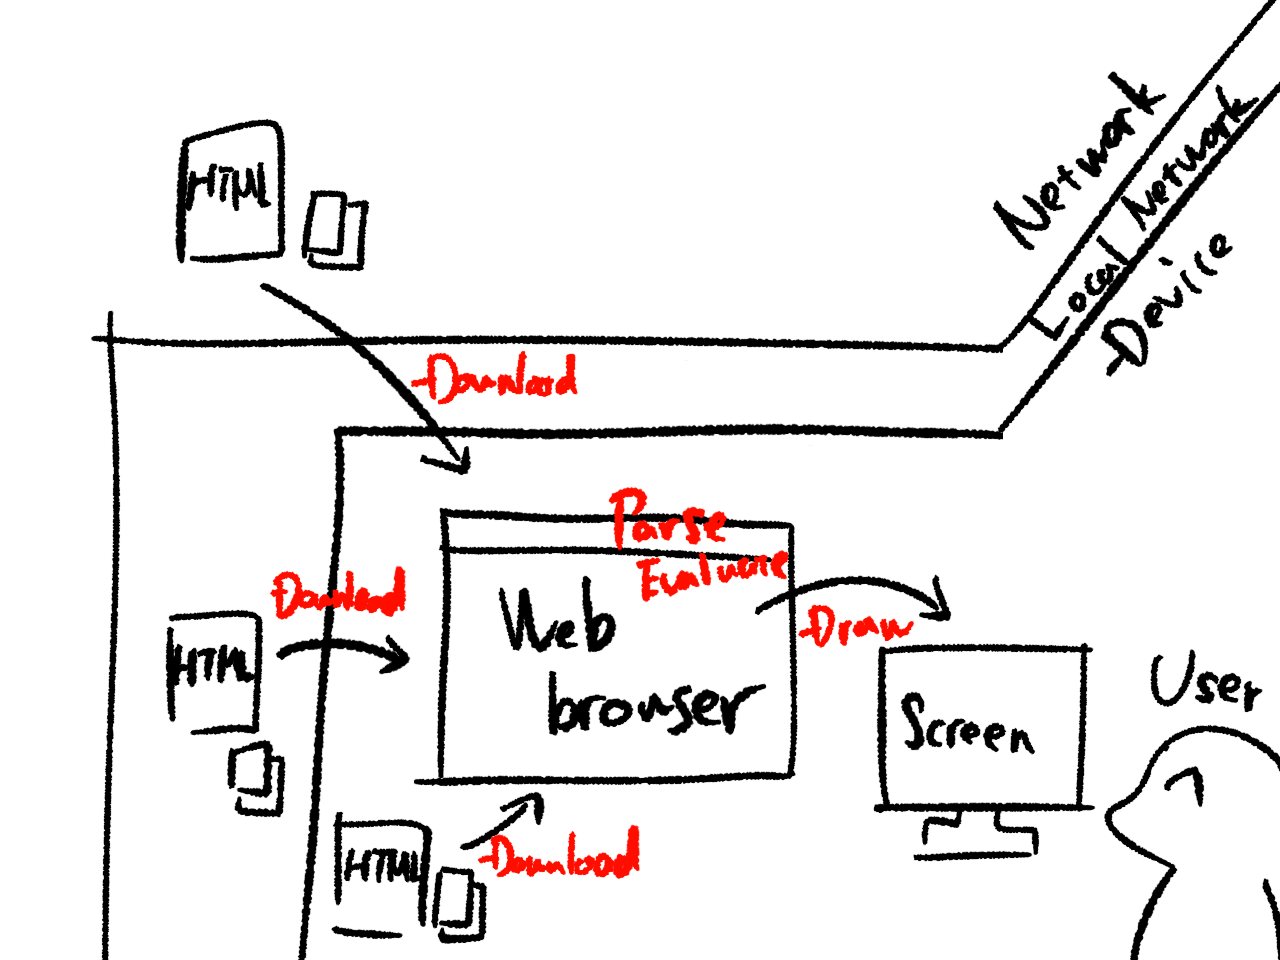 HTML
Network
Local Network
Device
Download
Parse
Evaluate
Web
browser
Download
HTML
Draw
User
Screen
HTML
Download